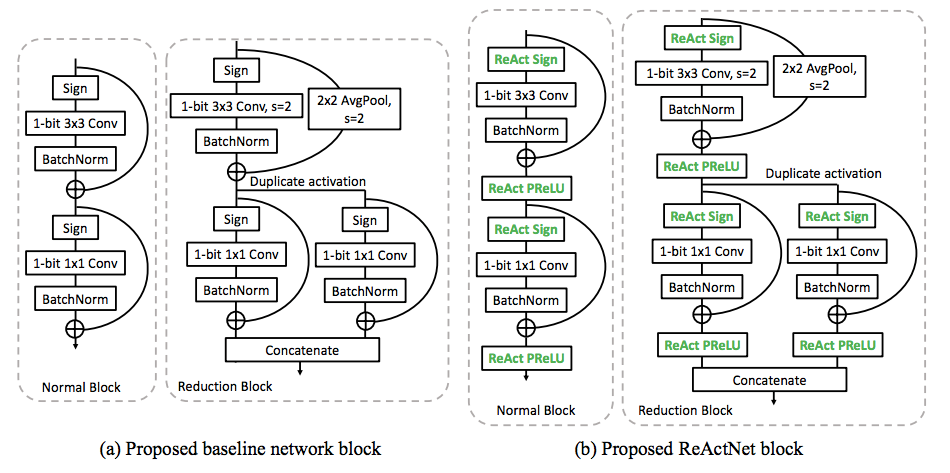 Sign
1-bit 3x3 Conv
BatchNorm
Sign
1-bit 1x1 Conv
BatchNorm
Normal Block
Sign
1-bit 3x3 Conv, s=2
2x2 AvgPool,
s=2
BatchNorm
Duplicate activation
Sign
Sign
1-bit 1x1 Conv
1-bit 1x1 Conv
BatchNorm
BatchNorm
Concatenate
Reduction Block
(a) Proposed baseline network block
ReAct Sign
1-bit 3x3 Conv
BatchNorm
ReAct PReLU
ReAct Sign
1-bit 1x1 Conv
BatchNorm
ReAct PReLU
Normal Block
ReAct Sign
1-bit 3x3 Conv, s=2
2x2 AvgPool,
s=2
BatchNorm
ReAct PReLU
Duplicate activation
ReAct Sign
ReAct Sign
1-bit 1x1 Conv
1-bit 1x1 Conv
BatchNorm
BatchNorm
ReAct PReLU
ReAct PReLU
Concatenate
Reduction Block
(b) Proposed ReActNet block